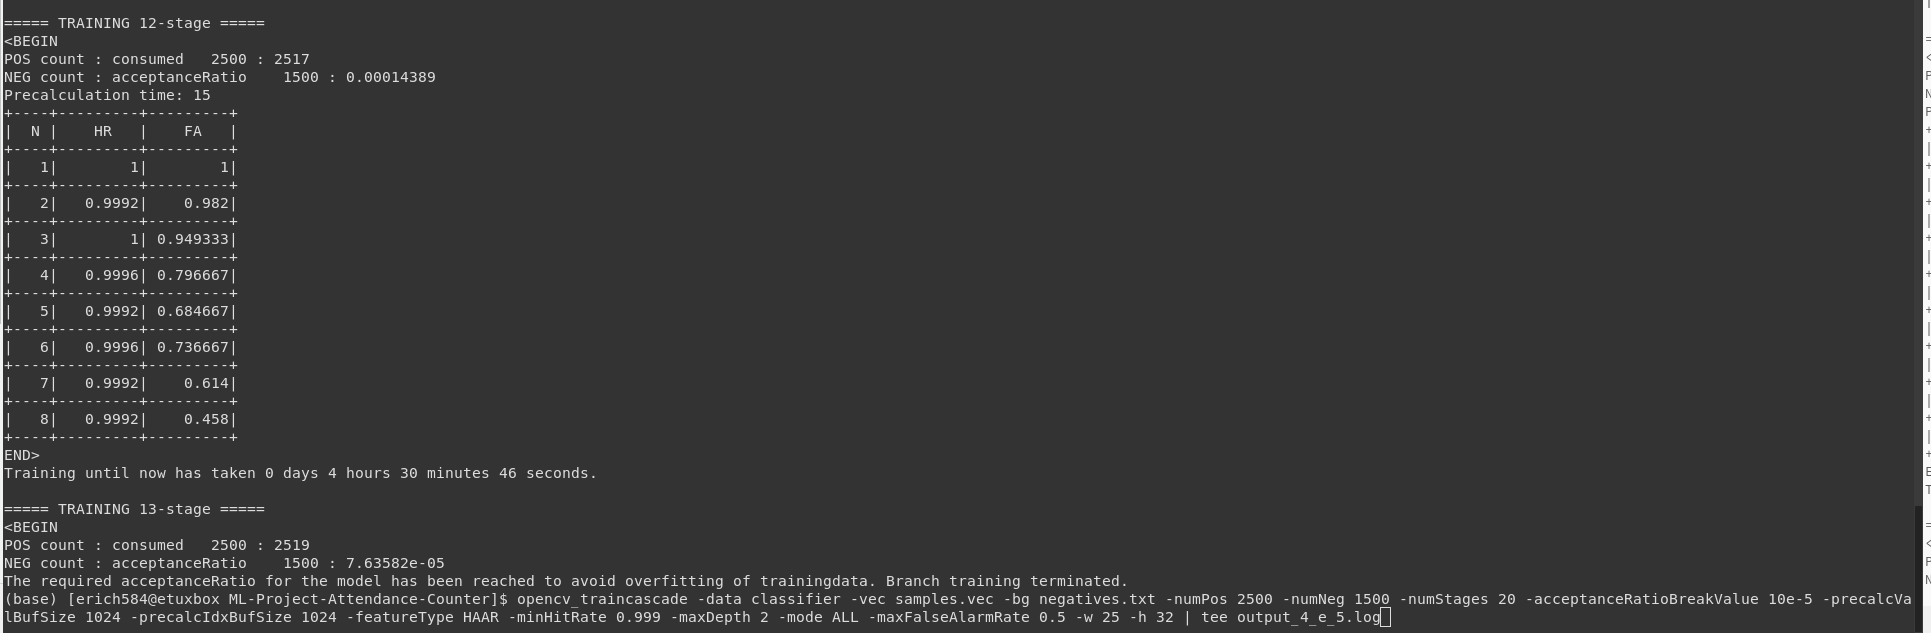 ===== TRAINING 12-stage =====
<BEGIN
POS count : consumed   2500 : 2517
NEG count : acceptanceRatio    1500 : 0.00014389
Precalculation time: 15
+----+---------+---------+
|  N |    HR   |    FA   |
+----+---------+---------+
|   1|        1|        1|
+----+---------+---------+
|   2|   0.9992|    0.982|
+----+---------+---------+
|   3|        1| 0.949333|
+----+---------+---------+
|   4|   0.9996| 0.796667|
+----+---------+---------+
|   5|   0.9992| 0.684667|
+----+---------+---------+
|   6|   0.9996| 0.736667|
+----+---------+---------+
|   7|   0.9992|    0.614|
+----+---------+---------+
|   8|   0.9992|    0.458|
+----+---------+---------+
END>
Training until now has taken 0 days 4 hours 30 minutes 46 seconds.

===== TRAINING 13-stage =====
<BEGIN
POS count : consumed   2500 : 2519
NEG count : acceptanceRatio    1500 : 7.63582e-05
The required acceptanceRatio for the model has been reached to avoid overfitting of trainingdata. Branch training terminated.
(base) [erich584@etuxbox ML-Project-Attendance-Counter]$ opencv_traincascade -data classifier -vec samples.vec -bg negatives.txt -numPos 2500 -numNeg 1500 -numStages 20 -acceptanceRatioBreakValue 10e-5 -precalcVa
lBufSize 1024 -precalcIdxBufSize 1024 -featureType HAAR -minHitRate 0.999 -maxDepth 2 -mode ALL -maxFalseAlarmRate 0.5 -w 25 -h 32 | tee output_4_e_5.log